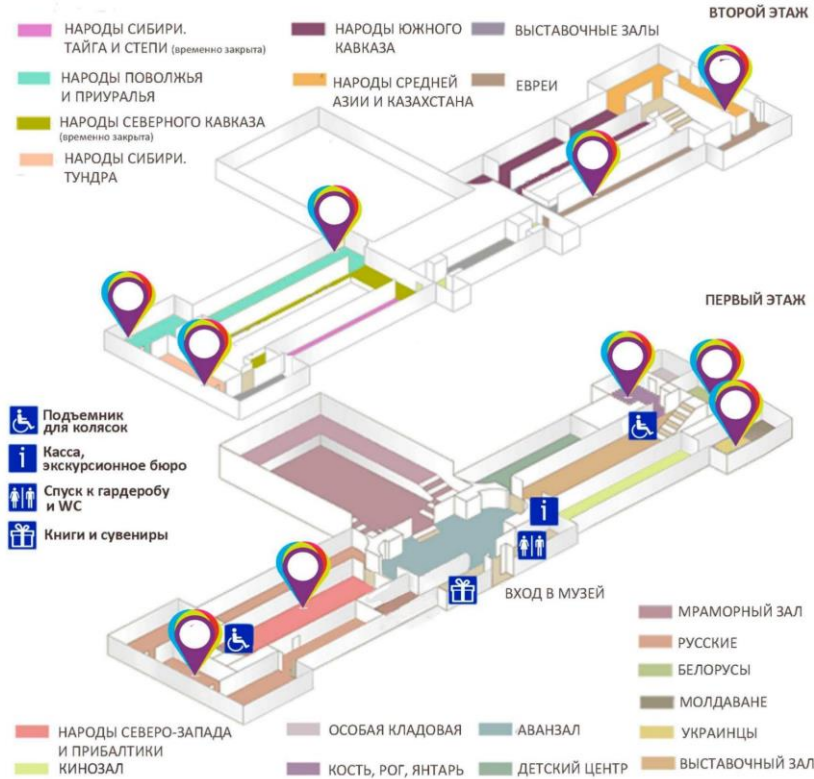 ВТОРОЙ ЭТАЖ
НАРОДЫ СИБИРИ.
ТАЙГА И СТЕПИ (временно закрыта)
НАРОДЫ ЮЖНОГО
КАВКАЗА
ВЫСТАВОЧНЫЕ ЗАЛЫ
НАРОДЫ ПОВОЛЖЬЯ
И ПРИУРАЛЬЯ
НАРОДЫ СРЕДНЕЙ
АЗИИ И КАЗАХСТАНА
ЕВРЕИ
НАРОДЫ СЕВЕРНОГО КАВКАЗА
(временно закрыта)
НАРОДЫ СИБИРИ.
ТУНДРА
ПЕРВЫЙ ЭТАЖ
Подъемник
для колясок
i Касса,
экскурсионное бюро
Спуск к гардеробу
и WC
Книги и сувениры
i
ВХОД В МУЗЕЙ
МРАМОРНЫЙ ЗАЛ
РУССКИЕ
БЕЛОРУСЫ
МОЛДАВАНЕ
УКРАИНЦЫ
ВЫСТАВОЧНЫЙ ЗАЛ
НАРОДЫ СЕВЕРО-ЗАПАДА
И ПРИБАЛТИКИ
КИНОЗАЛ
ОСОБАЯ КЛАДОВАЯ
КОСТЬ, РОГ, ЯНТАРЬ
АВАНЗАЛ
ДЕТСКИЙ ЦЕНТР